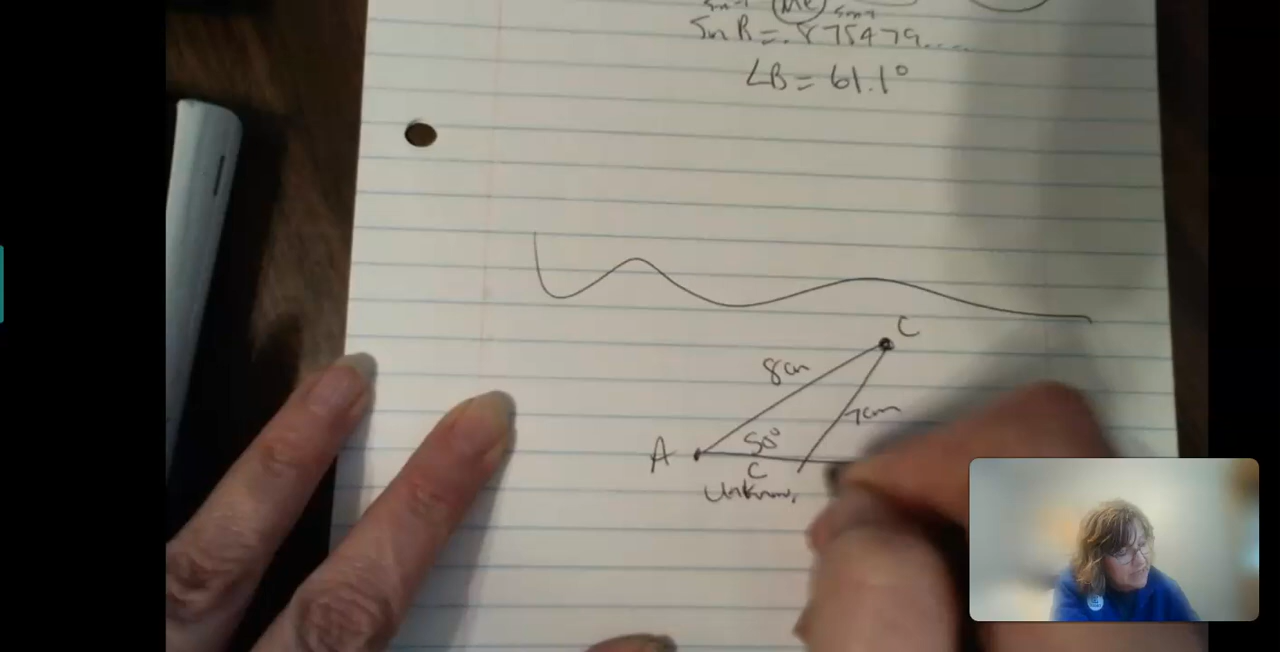 Sin B = .875479....
∠B = 61.1°
C
8cm
7cm
A
50°
c
Unknown